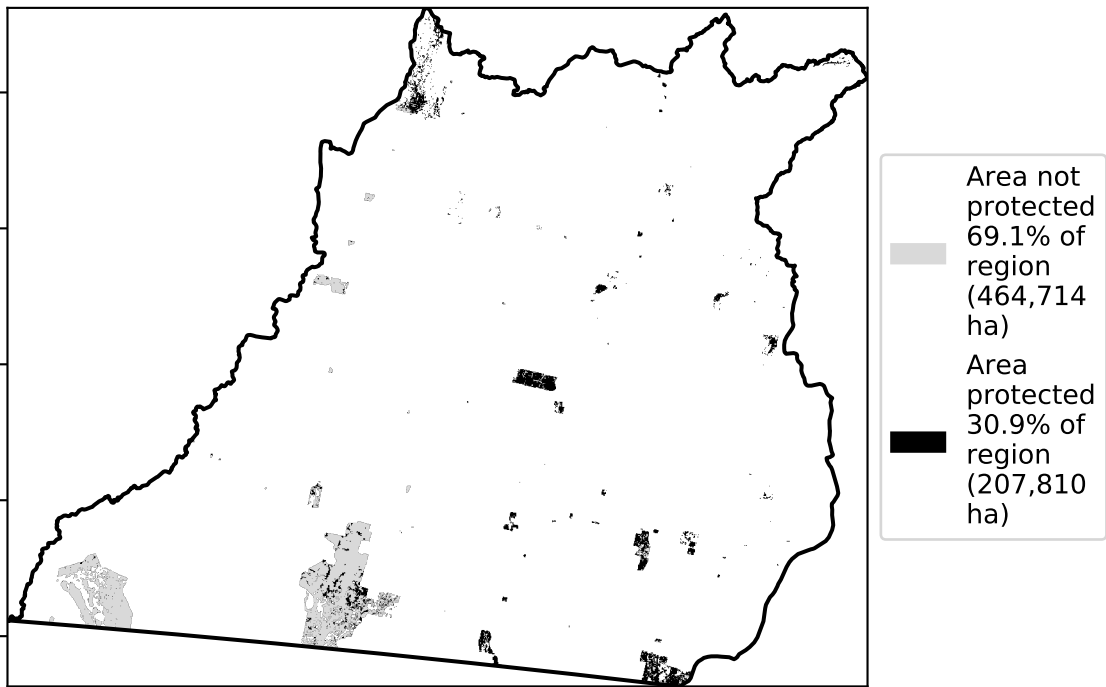 Area not
protected
69.1% of
region
(464,714
ha)
Area
protected
30.9% of
region
(207,810
ha)